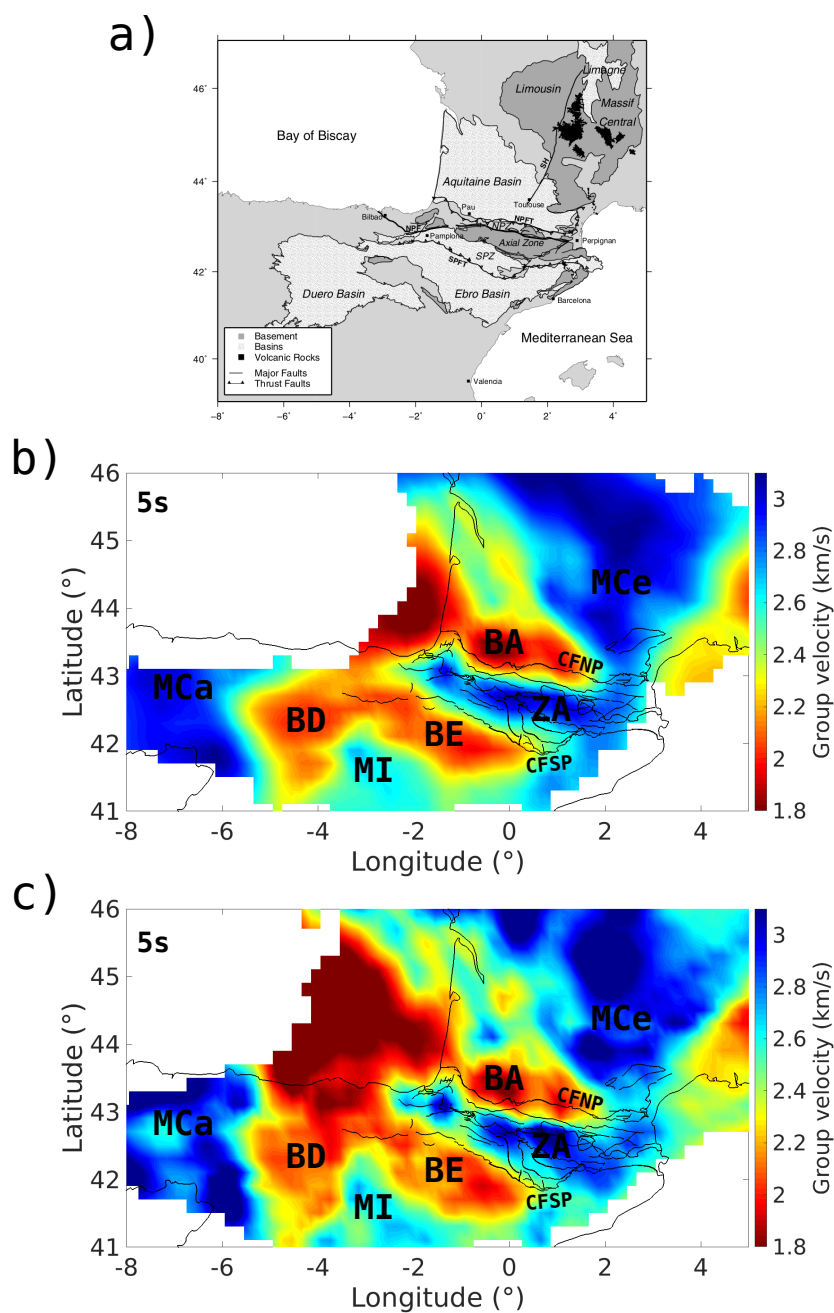 a)
46˚
44˚
42˚
40˚
Limousin
Limagne
Massif
Central
Bay of Biscay
SH
Aquitaine Basin
Toulouse
Pau
Bilbao
NPFT
Pamplona
Axial Zone
Perpignan
SPZ
SPFT
Duero Basin
Ebro Basin
Barcelona
Mediterranean Sea
Valencia
Basement
Basins
Volcanic Rocks
Major Faults
Thrust Faults
−8˚ −6˚ −4˚ −2˚ 0˚ 2˚ 4˚
b)
5s
46
45
44
43
42
41
Latitude (°)
MCe
BA
CFNP
MCa
BD
BE
ZA
MI
CFSP
-8 -6 -4 -2 0 2 4
Longitude (°)
3
2.8
2.6
2.4
2.2
2
1.8
Group velocity (km/s)
c)
5s
46
45
44
43
42
41
Latitude (°)
MCe
BA
CFNP
MCa
BD
BE
ZA
MI
CFSP
-8 -6 -4 -2 0 2 4
Longitude (°)
3
2.8
2.6
2.4
2.2
2
1.8
Group velocity (km/s)